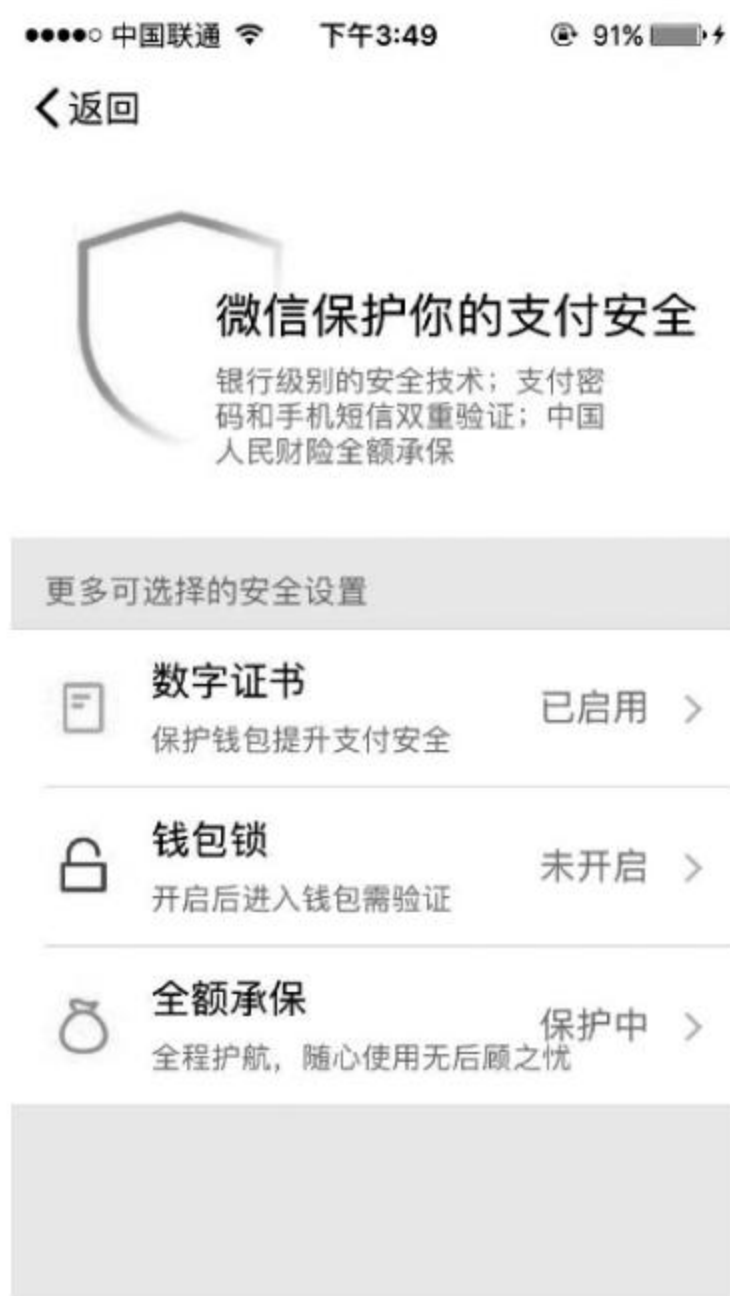 中国联通 下午3:49 91%
返回
微信保护你的支付安全
银行级别的安全技术；支付密
码和手机短信双重验证；中国
人民财险全额承保
更多可选择的安全设置
数字证书
保护钱包提升支付安全
已启用
钱包锁
开启后进入钱包需验证
未开启
全额承保
全程护航，随心使用无后顾之忧
保护中